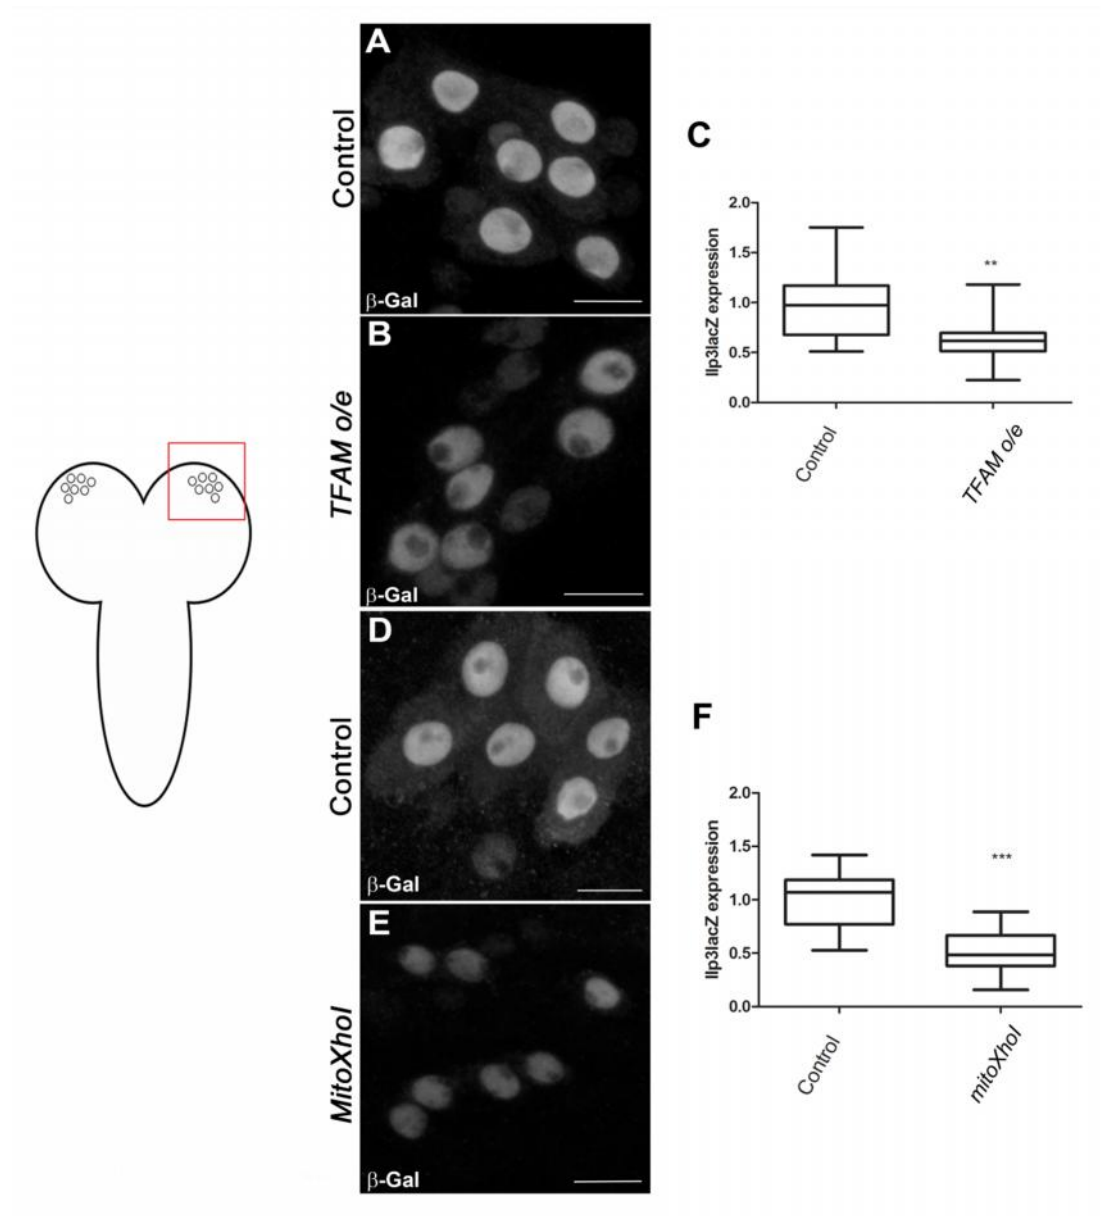 A
Control
β-Gal
B
TFAM o/e
β-Gal
C
2.0
1.5
1.0
0.5
0.0
Ilp3lacZ expression
**
Control
TFAM o/e
D
Control
β-Gal
E
MitoXhoI
β-Gal
F
2.0
1.5
1.0
0.5
0.0
Ilp3lacZ expression
***
Control
mitoXhoI